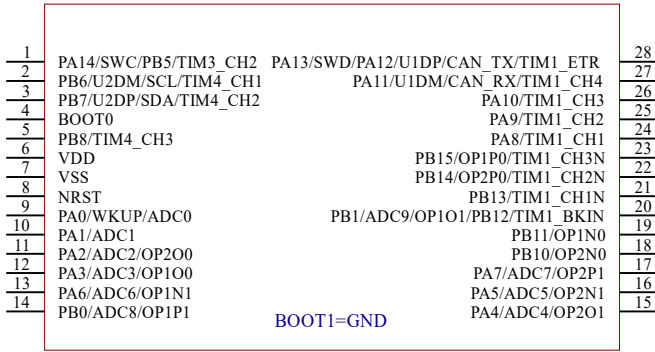 1 PA14/SWC/PB5/TIM3_CH2 PA13/SWD/PA12/U1DP/CAN_TX/TIM1_ETR 28
2 PB6/U2DM/SCL/TIM4_CH1 PA11/U1DM/CAN_RX/TIM1_CH4 27
3 PB7/U2DP/SDA/TIM4_CH2 PA10/TIM1_CH3 26
4 BOOT0 PA9/TIM1_CH2 25
5 PB8/TIM4_CH3 PA8/TIM1_CH1 24
6 VDD PB15/OP1P0/TIM1_CH3N 23
7 VSS PB14/OP2P0/TIM1_CH2N 22
8 NRST PB13/TIM1_CH1N 21
9 PA0/WKUP/ADC0 PB1/ADC9/OP1O1/PB12/TIM1_BKIN 20
10 PA1/ADC1 PB11/OP1N0 19
11 PA2/ADC2/OP2O0 PB10/OP2N0 18
12 PA3/ADC3/OP1O0 PA7/ADC7/OP2P1 17
13 PA6/ADC6/OP1N1 PA5/ADC5/OP2N1 16
14 PB0/ADC8/OP1P1 PA4/ADC4/OP2O1 15
BOOT1=GND